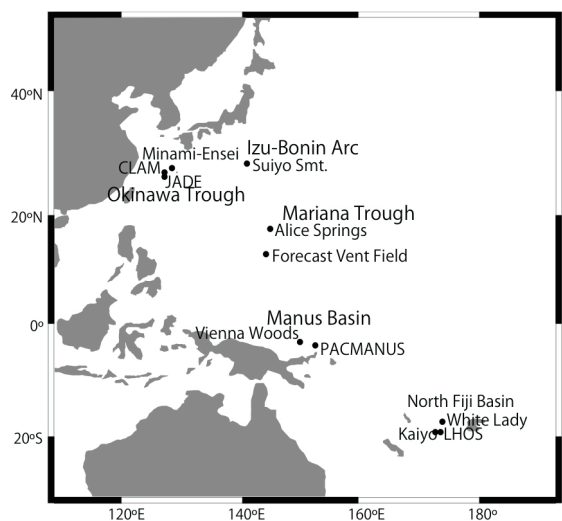 40ºN
Minami-Ensei
Izu-Bonin Arc
CLAM
Suiyo Smt.
JADE
Okinawa Trough
20ºN
Mariana Trough
Alice Springs
Forecast Vent Field
0º
Manus Basin
Vienna Woods
PACMANUS
North Fiji Basin
White Lady
20ºS
Kaiyo
LHOS
120ºE
140ºE
160ºE
180º